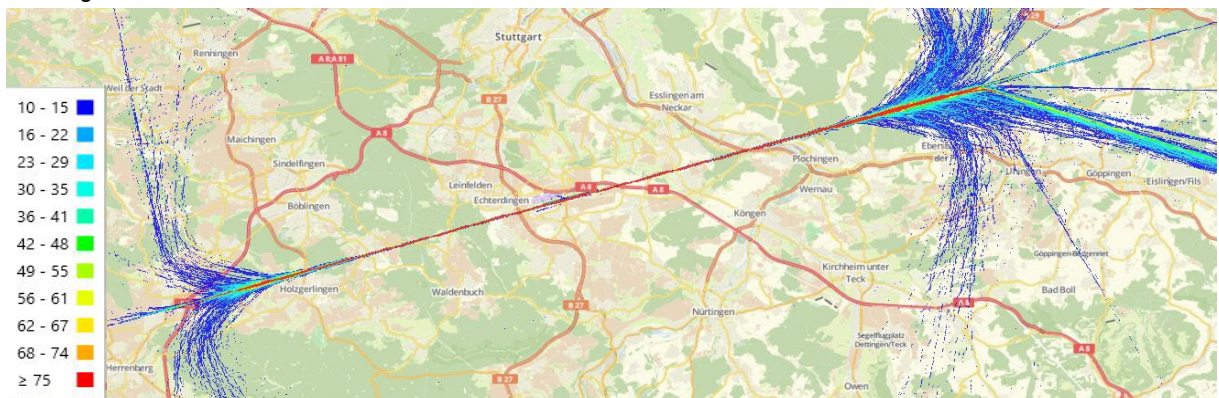 Stuttgart
A 8;A 81
Renningen
Weil der Stadt
B 27
Esslingen am
Neckar
Maichingen
A 8
Sindelfingen
Plochingen
Leinfelden
A 8
A 8
Wernau
Göppingen
Eislingen/Fils
Echterdingen
Böblingen
Köngen
Göppingen-Bezgenriet
Kirchheim unter
Teck
Holzgerlingen
Waldenbuch
Bad Boll
B 27
Nürtingen
Segelflugplatz
Dettingen/Teck
A 8
Herrenberg
B 27
Owen
10 - 15
16 - 22
23 - 29
30 - 35
36 - 41
42 - 48
49 - 55
56 - 61
62 - 67
68 - 74
≥ 75